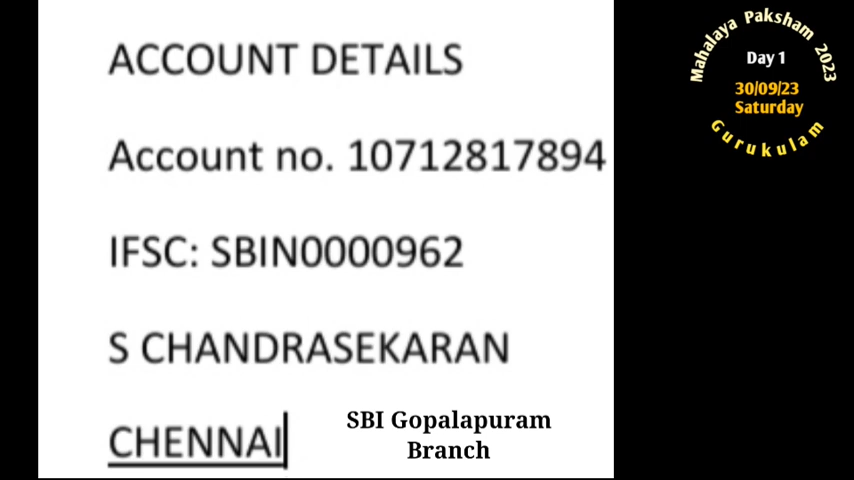 ACCOUNT DETAILS
Account no. 10712817894
IFSC: SBIN0000962
S CHANDRASEKARAN
CHENNAI
SBI Gopalapuram
Branch
Mahalaya Paksham 2023
Day 1
30/09/23
Saturday
Gurukulam